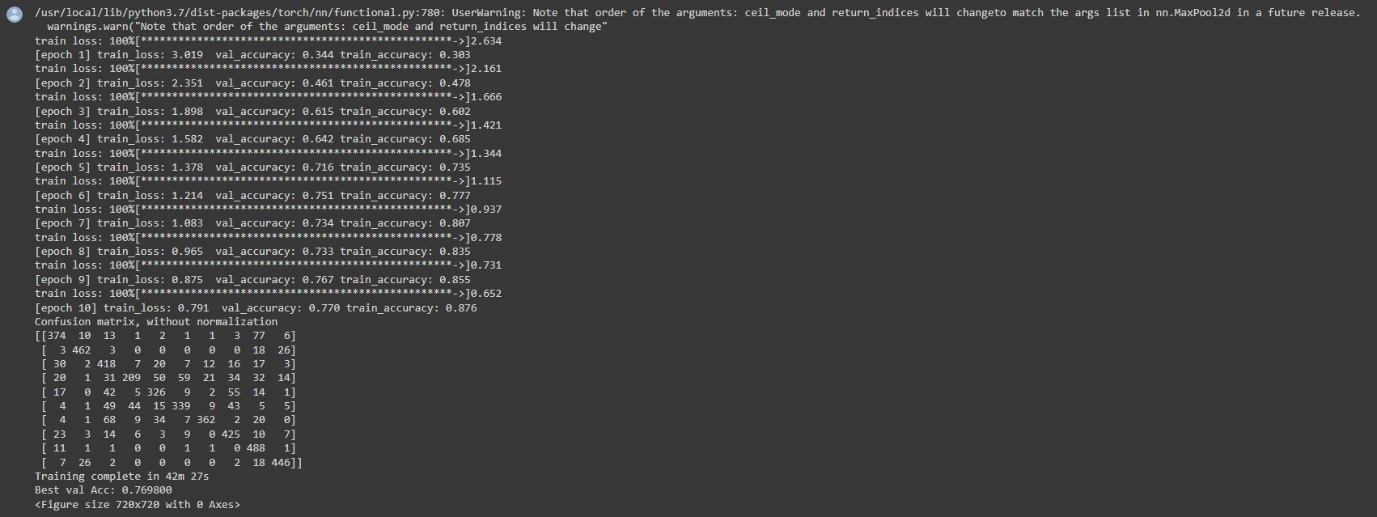 /usr/local/lib/python3.7/dist-packages/torch/nn/functional.py:780: UserWarning: Note that order of the arguments: ceil_mode and return_indices will changeto match the args list in nn.MaxPool2d in a future release.
  warnings.warn("Note that order of the arguments: ceil_mode and return_indices will change"
train loss: 100%[**************************************************->]2.634
[epoch 1] train_loss: 3.019  val_accuracy: 0.344 train_accuracy: 0.303
train loss: 100%[**************************************************->]2.161
[epoch 2] train_loss: 2.351  val_accuracy: 0.461 train_accuracy: 0.478
train loss: 100%[**************************************************->]1.666
[epoch 3] train_loss: 1.898  val_accuracy: 0.615 train_accuracy: 0.602
train loss: 100%[**************************************************->]1.421
[epoch 4] train_loss: 1.582  val_accuracy: 0.642 train_accuracy: 0.685
train loss: 100%[**************************************************->]1.344
[epoch 5] train_loss: 1.378  val_accuracy: 0.716 train_accuracy: 0.735
train loss: 100%[**************************************************->]1.115
[epoch 6] train_loss: 1.214  val_accuracy: 0.751 train_accuracy: 0.777
train loss: 100%[**************************************************->]0.937
[epoch 7] train_loss: 1.083  val_accuracy: 0.734 train_accuracy: 0.807
train loss: 100%[**************************************************->]0.778
[epoch 8] train_loss: 0.965  val_accuracy: 0.733 train_accuracy: 0.835
train loss: 100%[**************************************************->]0.731
[epoch 9] train_loss: 0.875  val_accuracy: 0.767 train_accuracy: 0.855
train loss: 100%[**************************************************->]0.652
[epoch 10] train_loss: 0.791  val_accuracy: 0.770 train_accuracy: 0.876
Confusion matrix, without normalization
[[374  10  13   1   2   1   1   3  77   6]
 [  3 462   3   0   0   0   0   0  18  26]
 [ 30   2 418   7  20   7  12  16  17   3]
 [ 20   1  31 209  50  59  21  34  32  14]
 [ 17   0  42   5 326   9   2  55  14   1]
 [  4   1  49  44  15 339   9  43   5   5]
 [  4   1  68   9  34   7 362   2  20   0]
 [ 23   3  14   6   3   9   0 425  10   7]
 [ 11   1   1   0   0   1   1   0 488   1]
 [  7  26   2   0   0   0   0   2  18 446]]
Training complete in 42m 27s
Best val Acc: 0.769800
<Figure size 720x720 with 0 Axes>